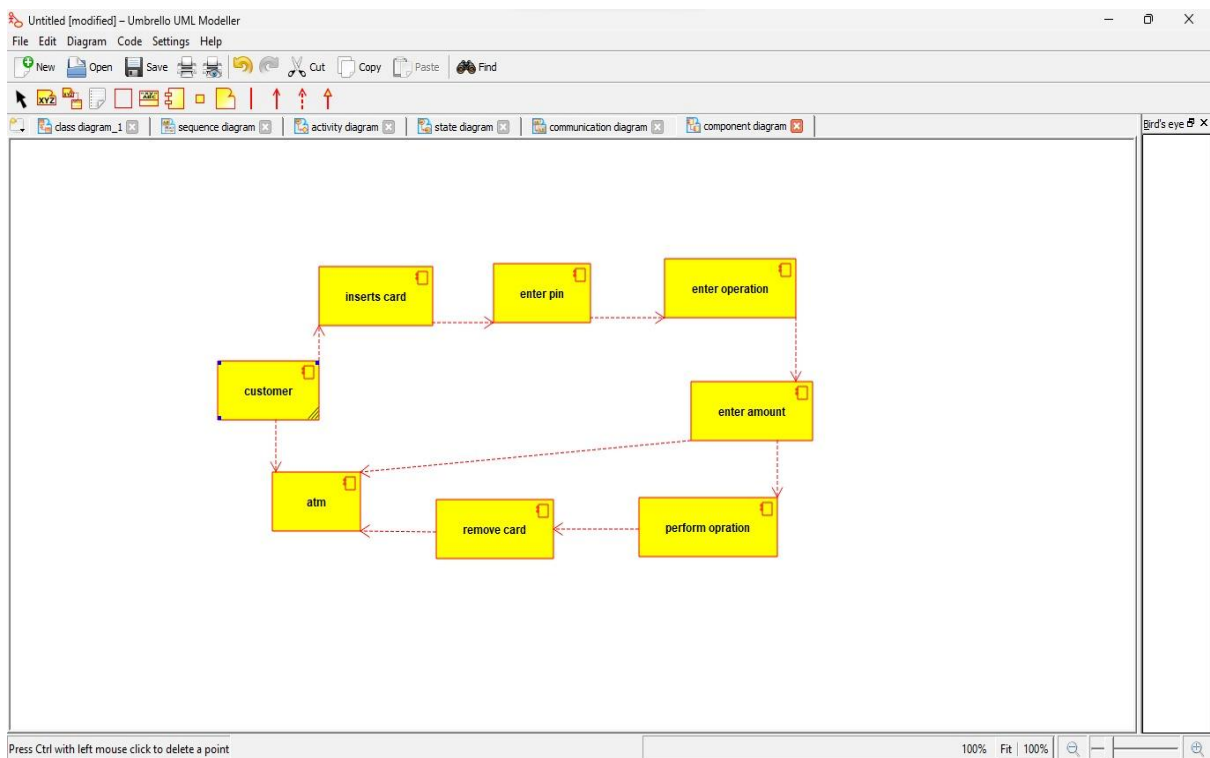 Untitled [modified] – Umbrello UML Modeller
File Edit Diagram Code Settings Help
New Open Save Cut Copy Paste Find
XYZ XYZ ABC
class diagram_1 sequence diagram activity diagram state diagram communication diagram component diagram Bird's eye
inserts card enter pin enter operation
customer enter amount
atm remove card perform opration
Press Ctrl with left mouse click to delete a point 100% Fit 100%